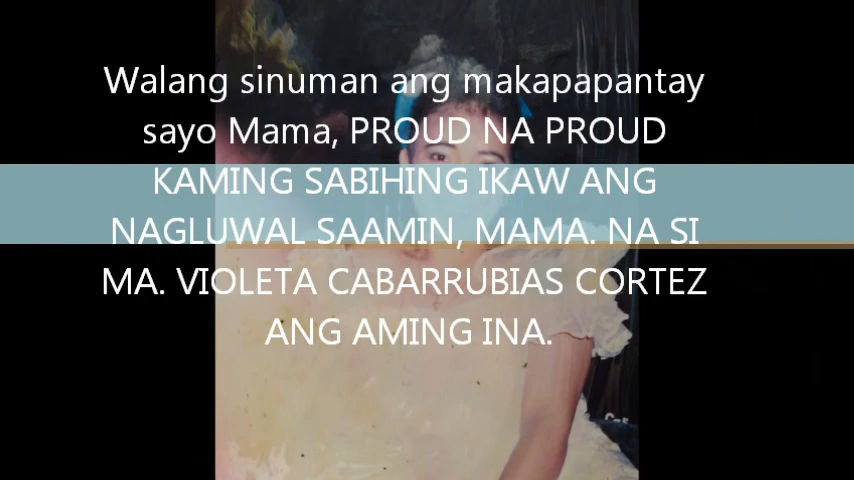 Walang sinuman ang makapapantay
sayo Mama, PROUD NA PROUD
KAMING SABIHING IKAW ANG
NAGLUWAL SAAMIN, MAMA. NA SI
MA. VIOLETA CABARRUBIAS CORTEZ
ANG AMING INA.